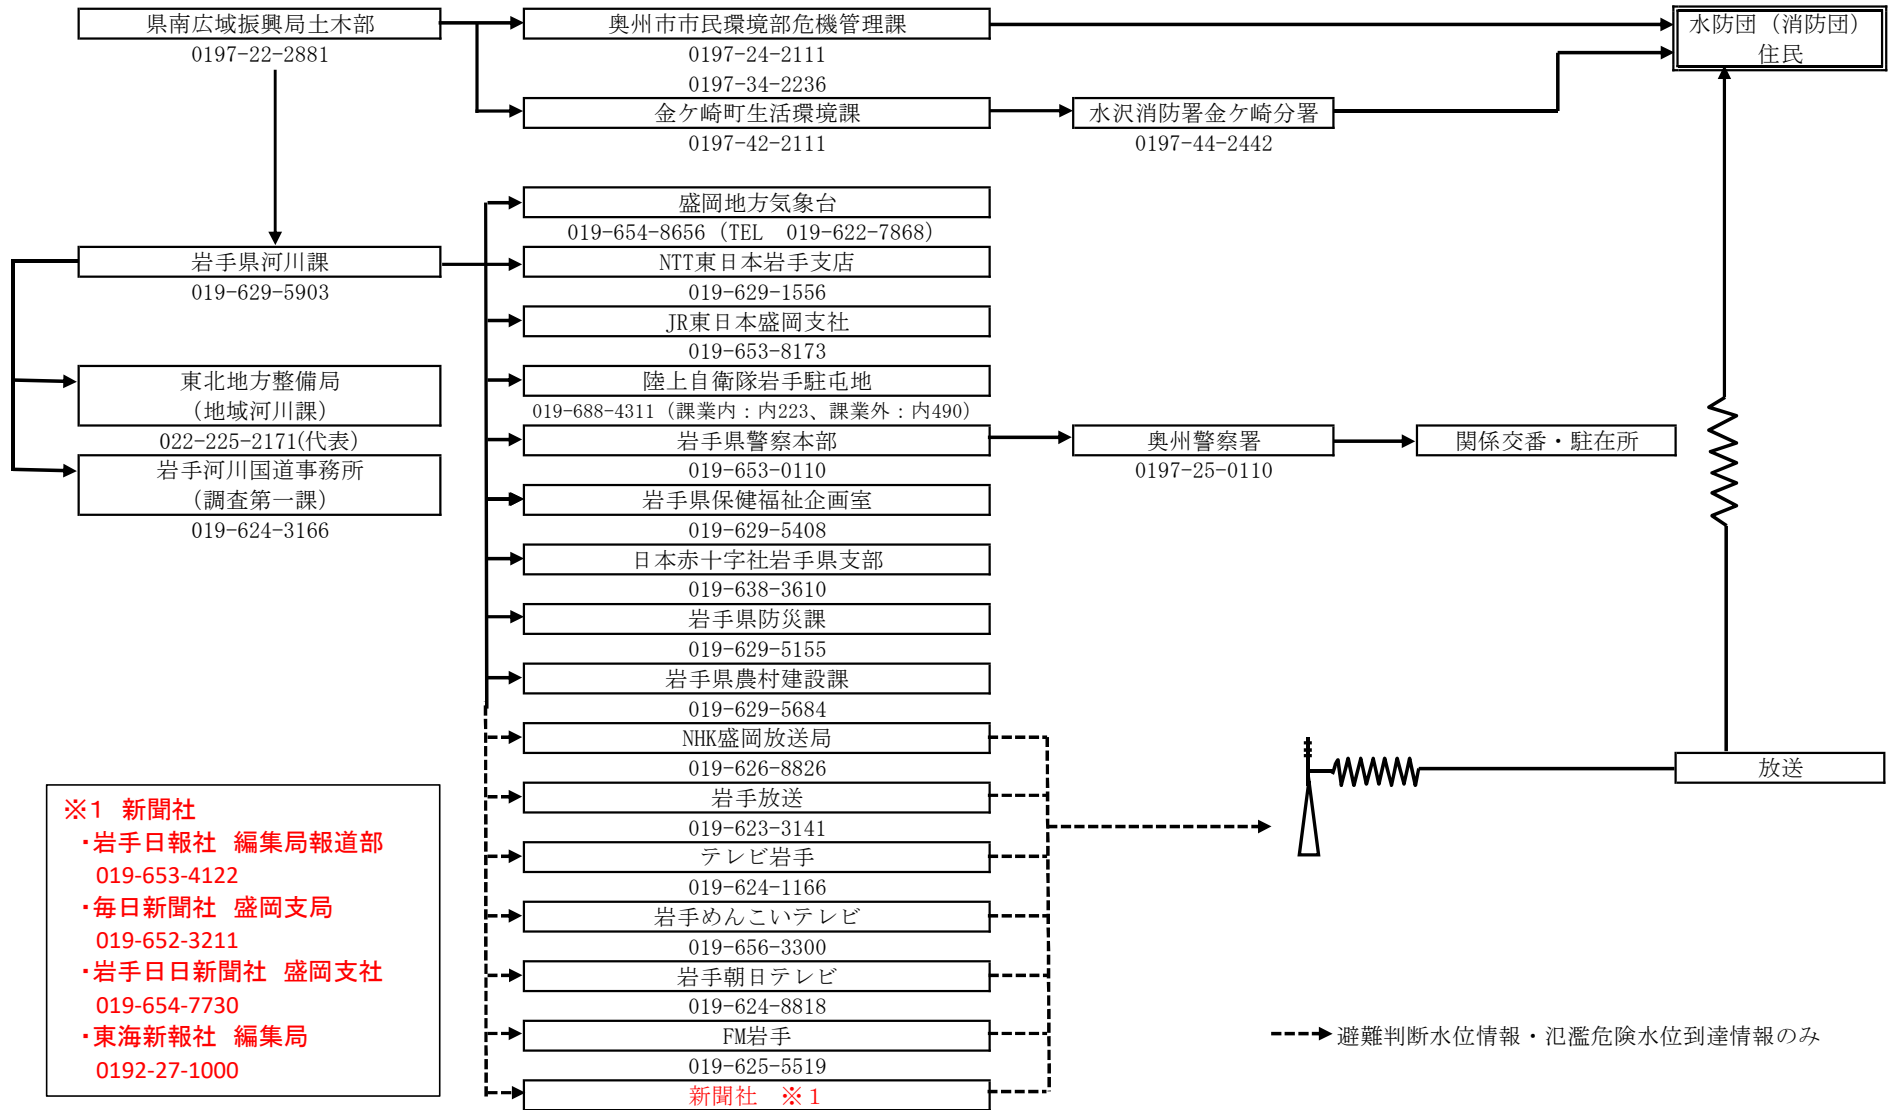 県南広域振興局土木部
0197-22-2881
奥州市市民環境部危機管理課
0197-24-2111
0197-34-2236
水防団（消防団）
住民
金ケ崎町生活環境課
0197-42-2111
水沢消防署金ケ崎分署
0197-44-2442
盛岡地方気象台
019-654-8656（TEL　019-622-7868）
岩手県河川課
019-629-5903
NTT東日本岩手支店
019-629-1556
JR東日本盛岡支社
019-653-8173
東北地方整備局
（地域河川課）
022-225-2171(代表)
岩手河川国道事務所
（調査第一課）
019-624-3166
陸上自衛隊岩手駐屯地
019-688-4311（課業内：内223、課業外：内490）
岩手県警察本部
019-653-0110
奥州警察署
0197-25-0110
関係交番・駐在所
岩手県保健福祉企画室
019-629-5408
日本赤十字社岩手県支部
019-638-3610
岩手県防災課
019-629-5155
岩手県農村建設課
019-629-5684
NHK盛岡放送局
019-626-8826
放送
岩手放送
019-623-3141
テレビ岩手
019-624-1166
岩手めんこいテレビ
019-656-3300
岩手朝日テレビ
019-624-8818
FM岩手
019-625-5519
新聞社　※１
※1　新聞社
・岩手日報社　編集局報道部
019-653-4122
・毎日新聞社　盛岡支局
019-652-3211
・岩手日日新聞社　盛岡支社
019-654-7730
・東海新報社　編集局
0192-27-1000
避難判断水位情報・氾濫危険水位到達情報のみ